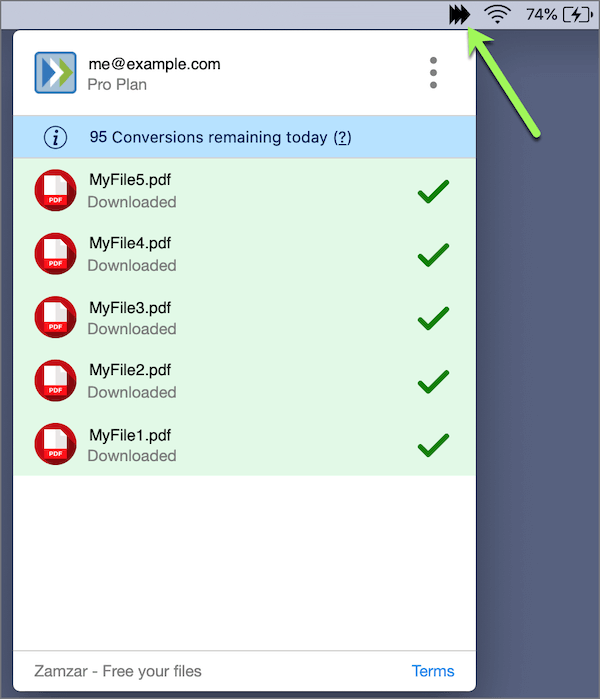 74%
me@example.com
Pro Plan
95 Conversions remaining today (?)
MyFile5.pdf
PDF
Downloaded
MyFile4.pdf
PDF
Downloaded
MyFile3.pdf
PDF
Downloaded
MyFile2.pdf
PDF
Downloaded
MyFile1.pdf
PDF
Downloaded
Zamzar - Free your files Terms